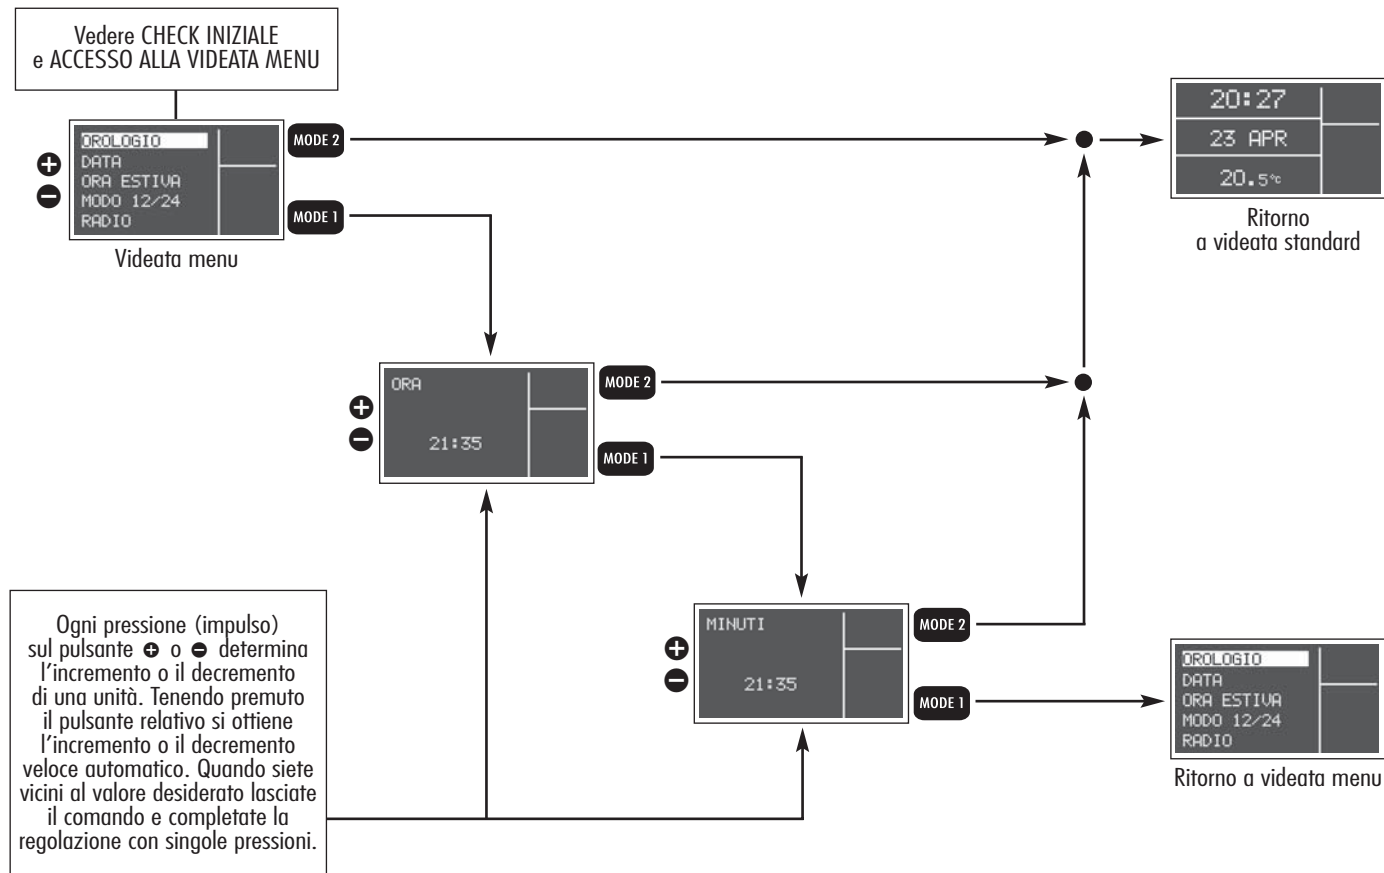 Vedere CHECK INIZIALE
e ACCESSO ALLA VIDEATA MENU
OROLOGIO
DATA
ORA ESTIVA
MODO 12/24
RADIO
MODE 2
MODE 1
Videata menu
20:27
23 APR
20.5°C
Ritorno
a videata standard
ORA
21:35
MODE 2
MODE 1
Ogni pressione (impulso)
sul pulsante + o - determina
l'incremento o il decremento
di una unità. Tenendo premuto
il pulsante relativo si ottiene
l'incremento o il decremento
veloce automatico. Quando siete
vicini al valore desiderato lasciate
il comando e completate la
regolazione con singole pressioni.
MINUTI
21:35
MODE 2
MODE 1
OROLOGIO
DATA
ORA ESTIVA
MODO 12/24
RADIO
Ritorno a videata menu